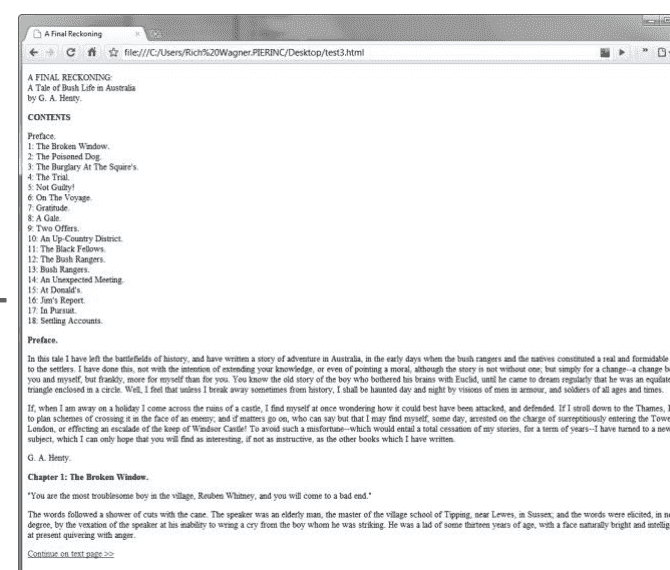 A Final Reckoning
file:///C:/Users/Rich%20Wagner.PIERINC/Desktop/test3.html
A FINAL RECKONING:
A Tale of Bush Life in Australia
by G. A. Henty.
CONTENTS
Preface.
1: The Broken Window.
2: The Poisoned Dog.
3: The Burglary At The Squire's.
4: The Trial.
5: Not Guilty!
6: On The Voyage.
7: Gratitude.
8: A Gale.
9: Two Offers.
10: An Up-Country District.
11: The Black Fellows.
12: The Bush Rangers.
13: Bush Rangers.
14: An Unexpected Meeting.
15: At Donald's.
16: Jim's Report.
17: In Pursuit.
18: Settling Accounts.
Preface.
In this tale I have left the battlefields of history, and have written a story of adventure in Australia, in the early days when the bush rangers and the natives constituted a real and formidable
to the settlers. I have done this, not with the intention of extending your knowledge, or even of pointing a moral, although the story is not without one; but simply for a change--a change
you and myself, but frankly, more for myself than for you. You know the old story of the boy who bothered his brains with Euclid, until he came to dream regularly that he was an
triangle enclosed in a circle. Well, I feel that unless I break away sometimes from history, I shall be haunted day and night by visions of men in armour, and soldiers of all ages and times.
If, when I am away on a holiday I come across the ruins of a castle, I find myself at once wondering how it could best have been attacked, and defended. If I stroll down to the Thames, I
to plan schemes of crossing it in the face of an enemy; and if matters go on, who can say but that I may find myself, some day, arrested on the charge of surreptitiously entering the
London, or effecting an escalade of the keep of Windsor Castle! To avoid such a misfortune--which would entail a total cessation of my stories, for a term of years--I have turned to a new
subject, which I can only hope that you will find as interesting, if not as instructive, as the other books which I have written.
G. A. Henty.
Chapter 1: The Broken Window.
"You are the most troublesome boy in the village, Reuben Whitney, and you will come to a bad end."
The words followed a shower of cuts with the cane. The speaker was an elderly man, the master of the village school of Tipping, near Lewes, in Sussex; and the words were elicited, in
degree, by the vexation of the speaker at his inability to wring a cry from the boy whom he was striking. He was a lad of some thirteen years of age, with a face naturally bright and
at present quivering with anger.
Continue on text page >>